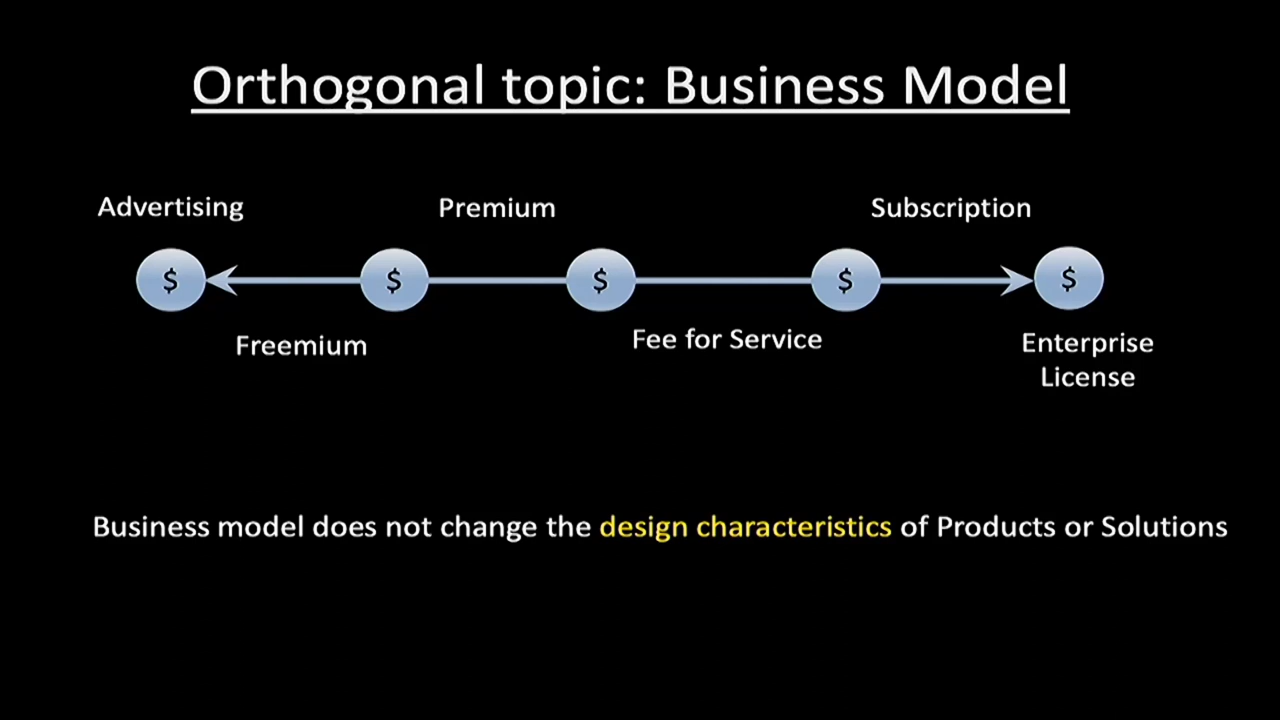 Orthogonal topic: Business Model
Advertising
Premium
Subscription
$ $ $ $ $
Freemium
Fee for Service
Enterprise
License
Business model does not change the design characteristics of Products or Solutions